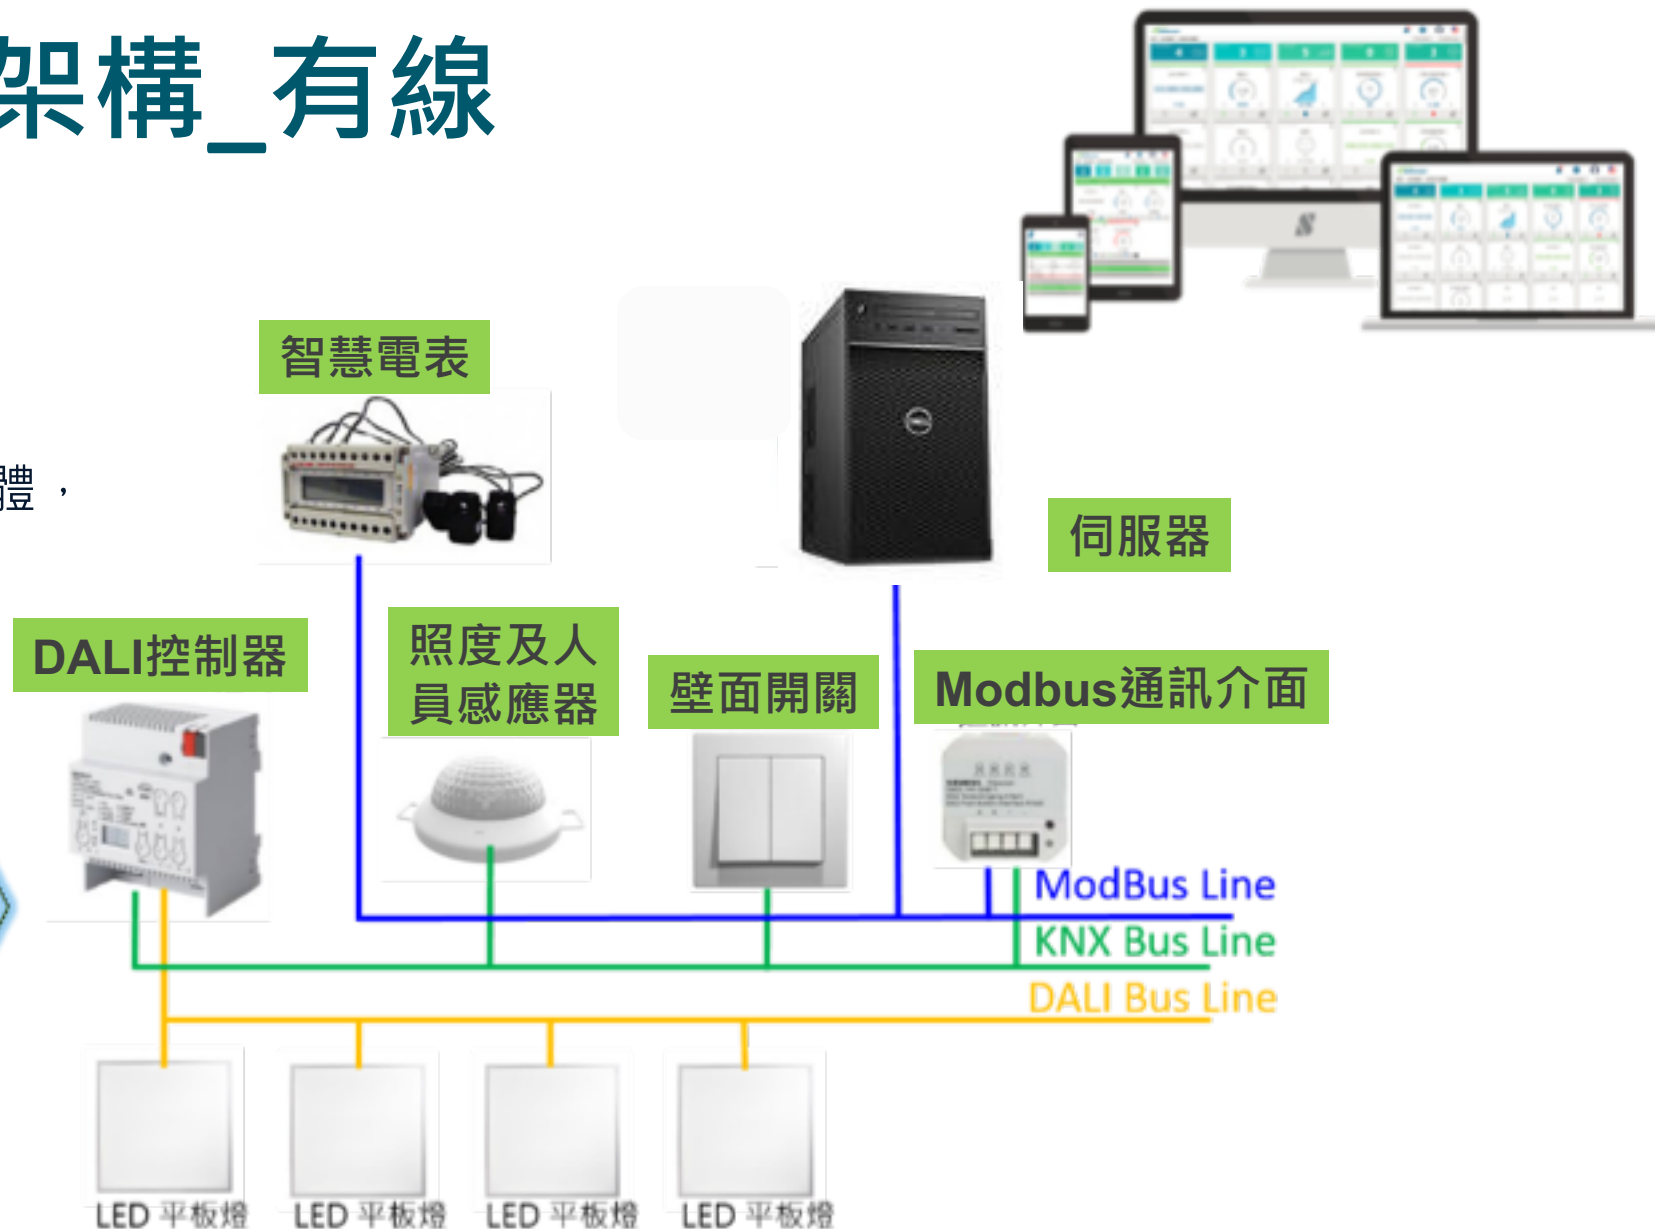 架構_有線
智慧電表
體，
伺服器
DALI控制器
照度及人
員感應器
壁面開關
Modbus通訊介面
ModBus Line
KNX Bus Line
DALI Bus Line
LED 平板燈
LED 平板燈
LED 平板燈
LED 平板燈